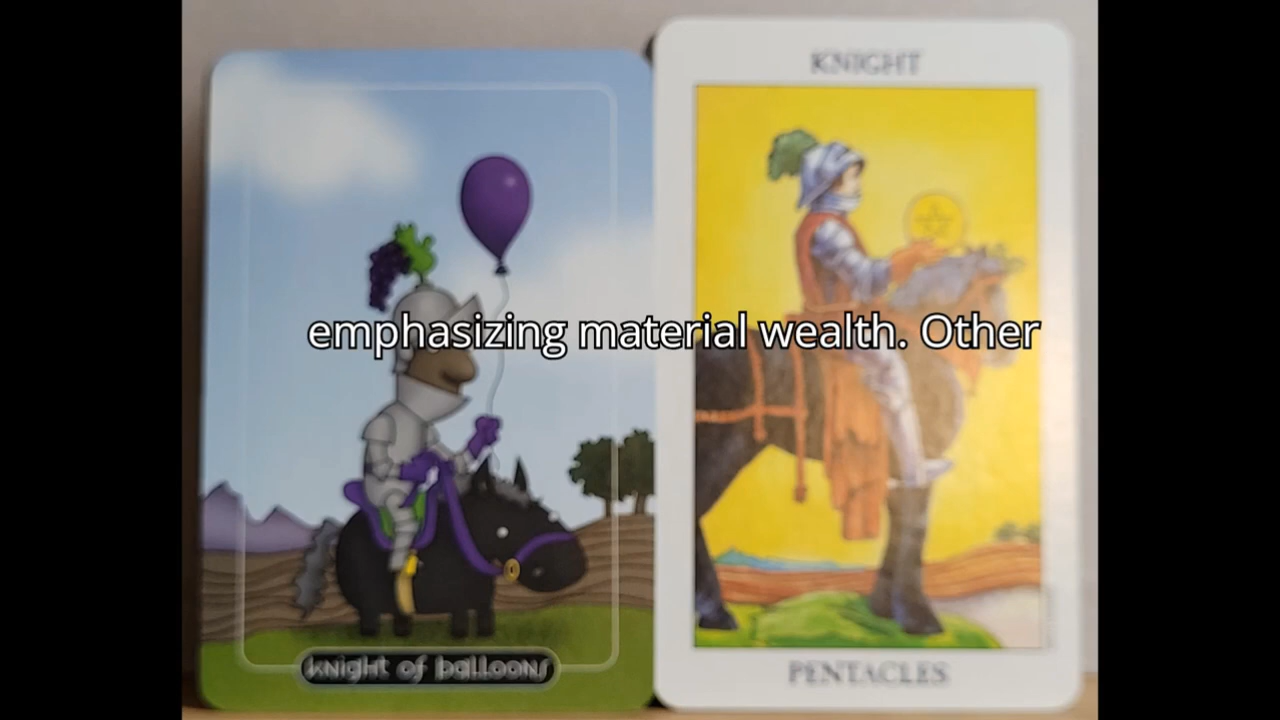 KNIGHT
emphasizing material wealth. Other
knight of balloons
PENTACLES